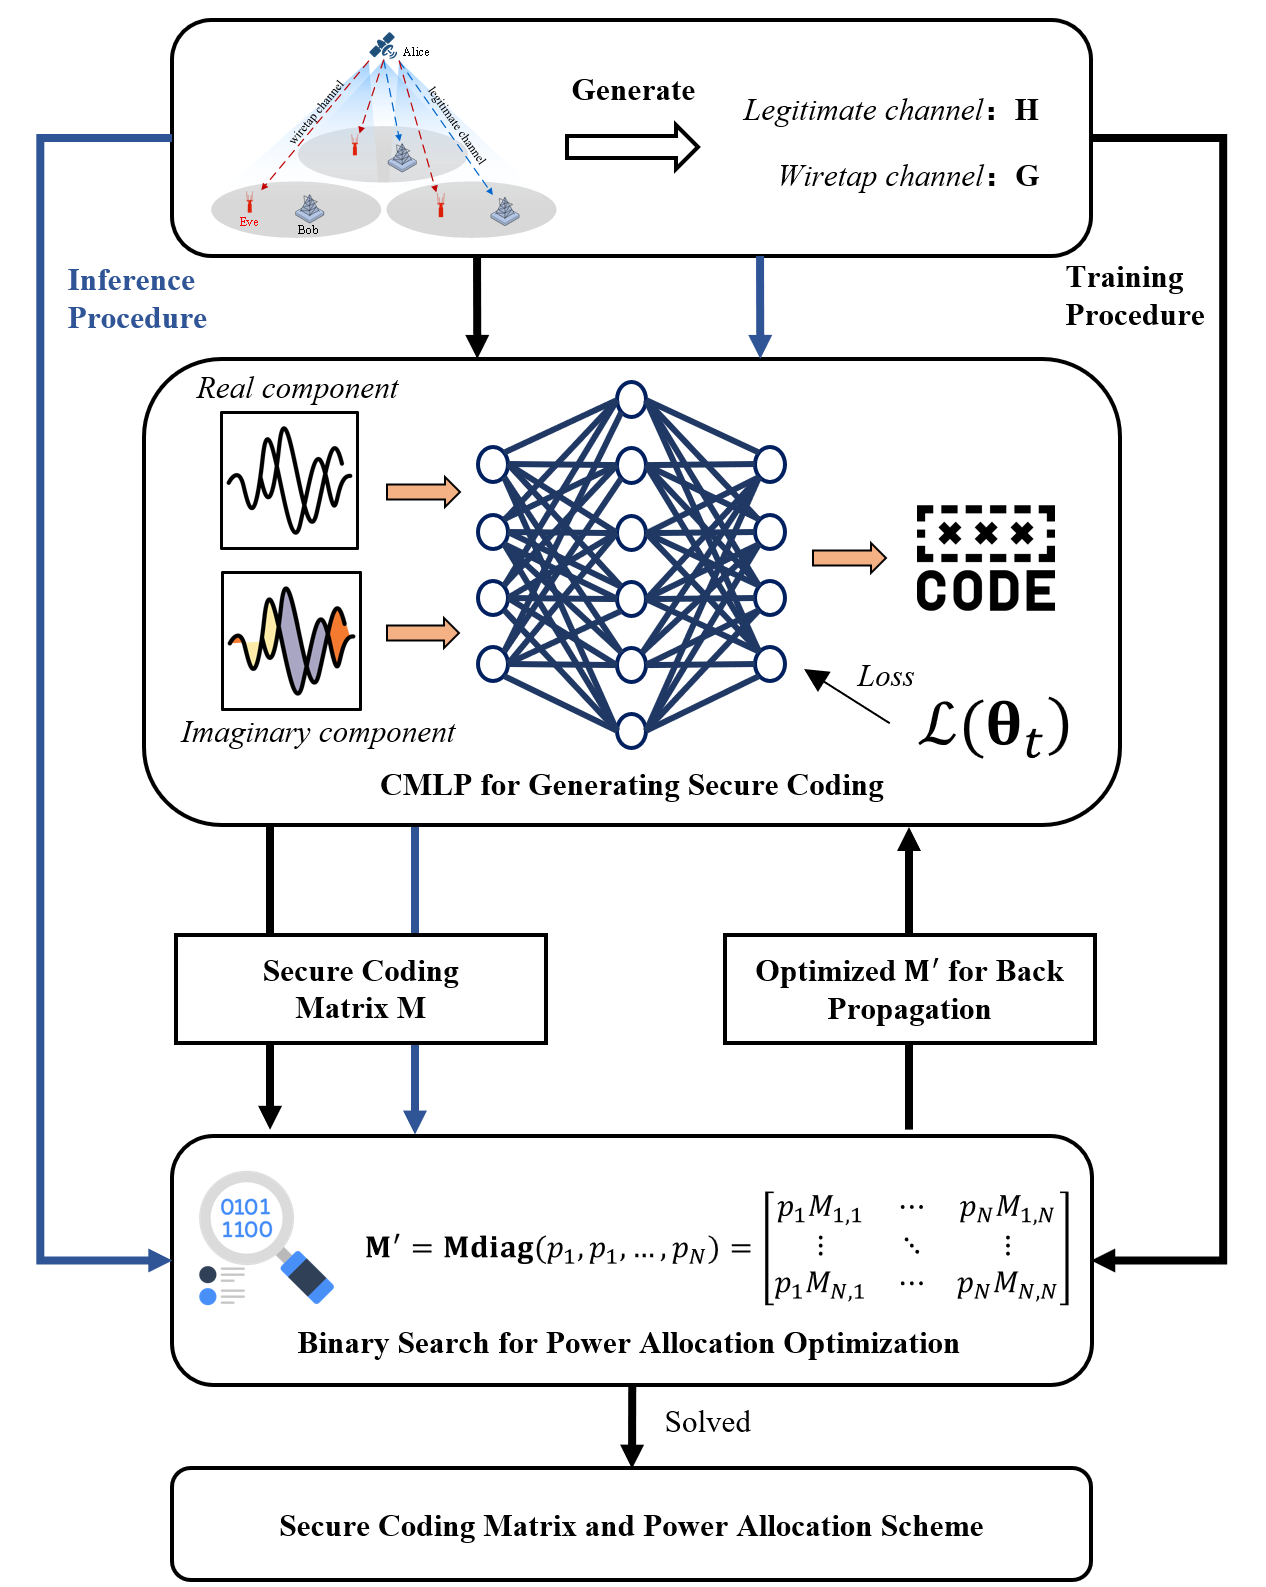 Alice
wiretap channel
legitimate channel
Eve
Bob
Generate
Legitimate channel：H
Wiretap channel：G
Inference
Procedure
Training
Procedure
Real component
Imaginary component
CODE
Loss
ℒ(θ_t)
CMLP for Generating Secure Coding
Secure Coding
Matrix M
Optimized M′ for Back
Propagation
0101
1100
M′ = Mdiag(p_1, p_1, …, p_N) = [p_1M_{1,1} ⋯ p_NM_{1,N}
⋮ ⋱ ⋮
p_1M_{N,1} ⋯ p_NM_{N,N}]
Binary Search for Power Allocation Optimization
Solved
Secure Coding Matrix and Power Allocation Scheme